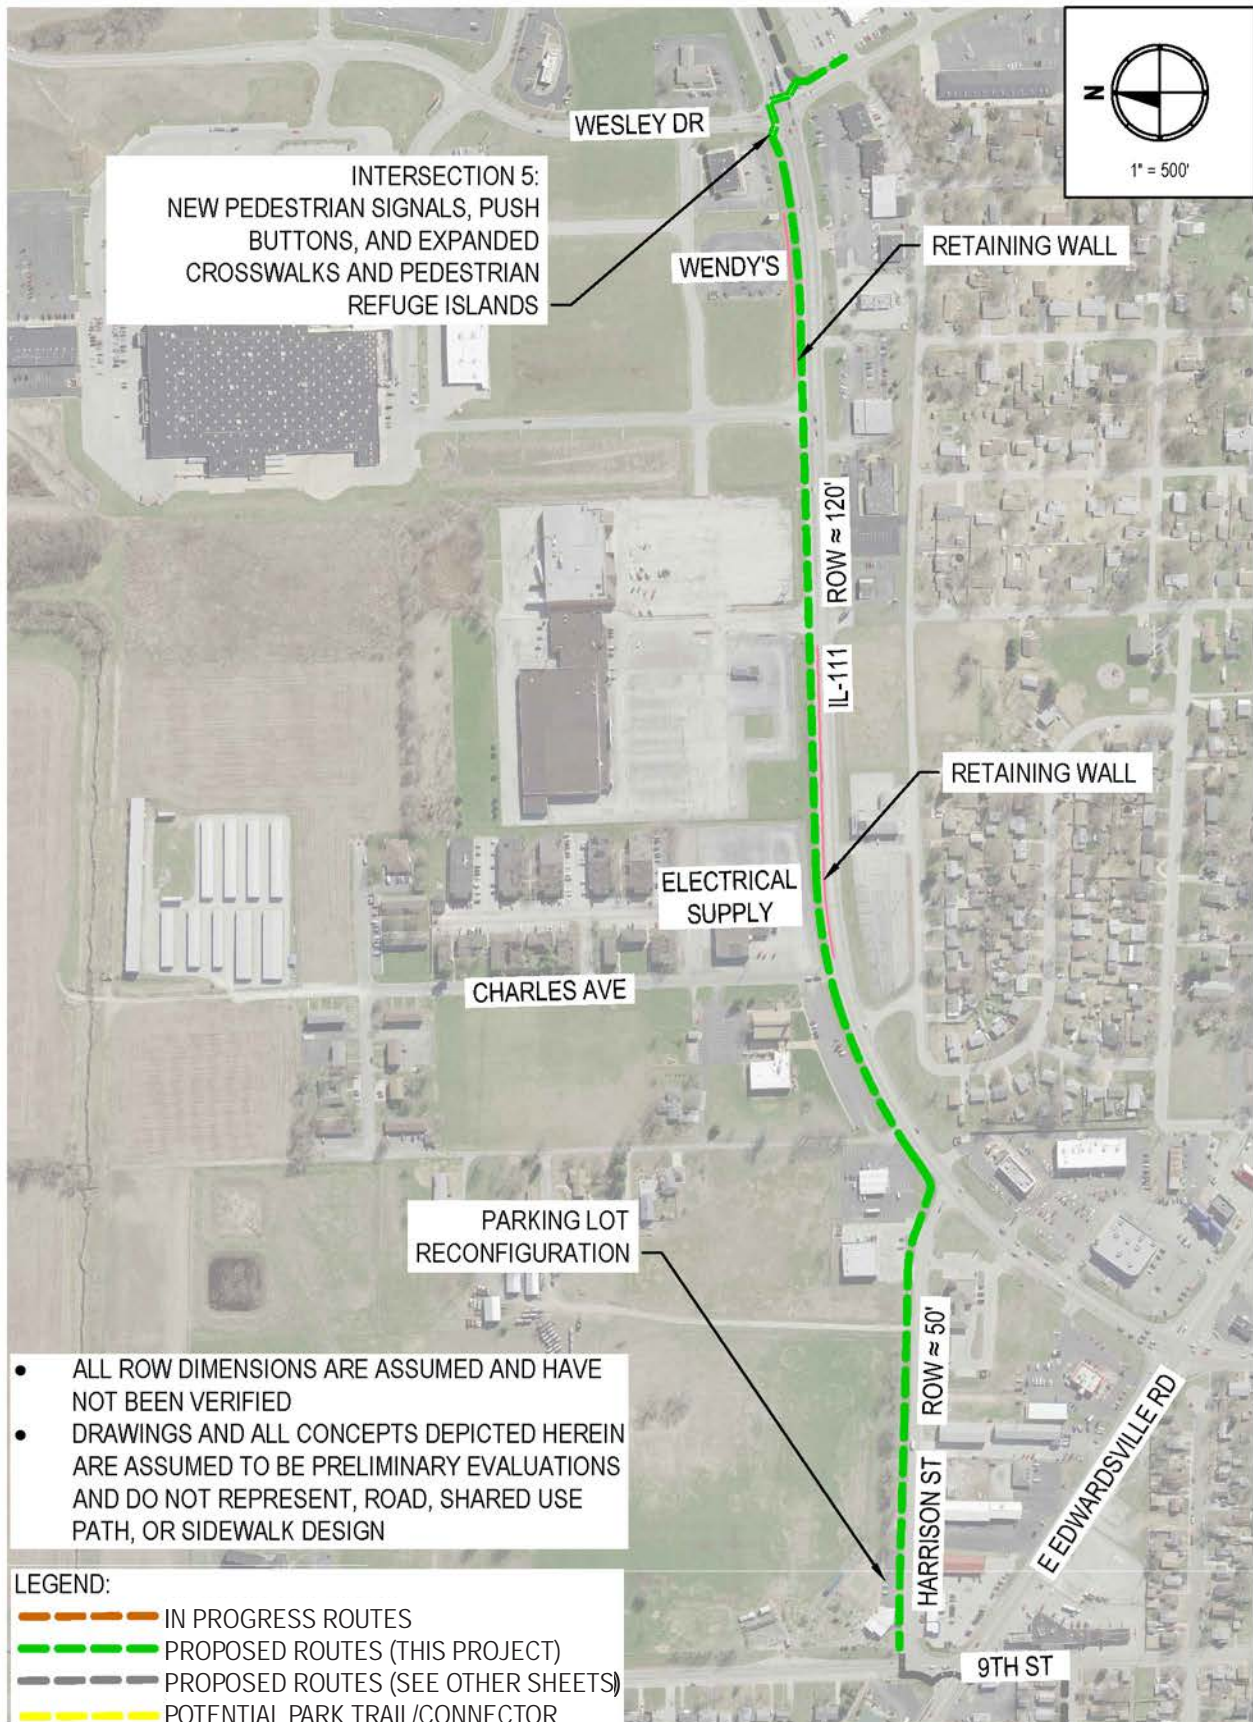 N
1" = 500'
WESLEY DR
INTERSECTION 5:
NEW PEDESTRIAN SIGNALS, PUSH
BUTTONS, AND EXPANDED
CROSSWALKS AND PEDESTRIAN
REFUGE ISLANDS
WENDY'S
RETAINING WALL
ROW ≈ 120'
IL-111
RETAINING WALL
ELECTRICAL
SUPPLY
CHARLES AVE
PARKING LOT
RECONFIGURATION
ROW ≈ 50'
HARRISON ST
E EDWARDSVILLE RD
9TH ST
• ALL ROW DIMENSIONS ARE ASSUMED AND HAVE
NOT BEEN VERIFIED
• DRAWINGS AND ALL CONCEPTS DEPICTED HEREIN
ARE ASSUMED TO BE PRELIMINARY EVALUATIONS
AND DO NOT REPRESENT, ROAD, SHARED USE
PATH, OR SIDEWALK DESIGN
LEGEND:
IN PROGRESS ROUTES
PROPOSED ROUTES (THIS PROJECT)
PROPOSED ROUTES (SEE OTHER SHEETS)
POTENTIAL PARK TRAIL/CONNECTOR